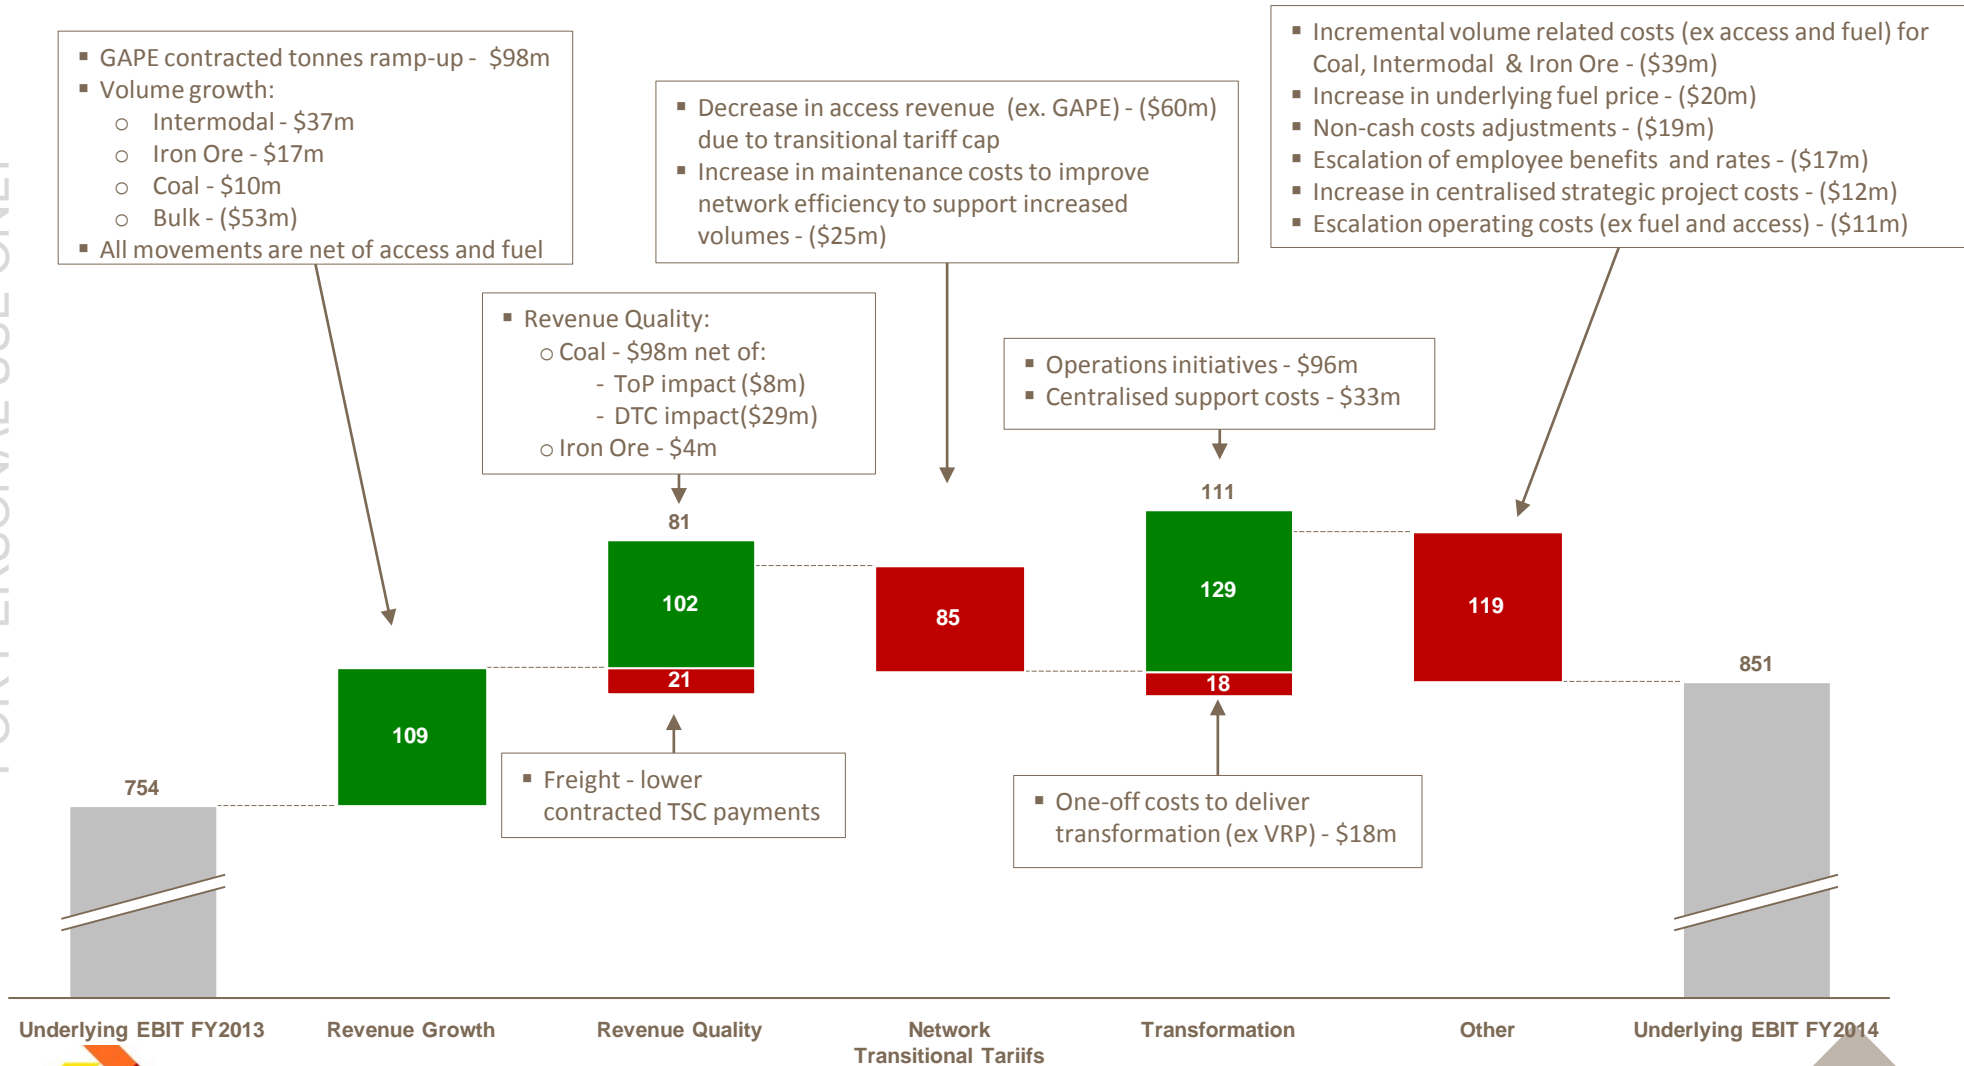 ▪ GAPE contracted tonnes ramp-up - $98m
▪ Volume growth:
o Intermodal - $37m
o Iron Ore - $17m
o Coal - $10m
o Bulk - ($53m)
▪ All movements are net of access and fuel
▪ Revenue Quality:
o Coal - $98m net of:
- ToP impact ($8m)
- DTC impact($29m)
o Iron Ore - $4m
▪ Decrease in access revenue (ex. GAPE) - ($60m)
due to transitional tariff cap
▪ Increase in maintenance costs to improve
network efficiency to support increased
volumes - ($25m)
▪ Operations initiatives - $96m
▪ Centralised support costs - $33m
▪ Incremental volume related costs (ex access and fuel) for
Coal, Intermodal & Iron Ore - ($39m)
▪ Increase in underlying fuel price - ($20m)
▪ Non-cash costs adjustments - ($19m)
▪ Escalation of employee benefits and rates - ($17m)
▪ Increase in centralised strategic project costs - ($12m)
▪ Escalation operating costs (ex fuel and access) - ($11m)
754
109
81
102
21
85
111
129
18
119
851
▪ Freight - lower
contracted TSC payments
▪ One-off costs to deliver
transformation (ex VRP) - $18m
Underlying EBIT FY2013
Revenue Growth
Revenue Quality
Network
Transitional Tariifs
Transformation
Other
Underlying EBIT FY2014